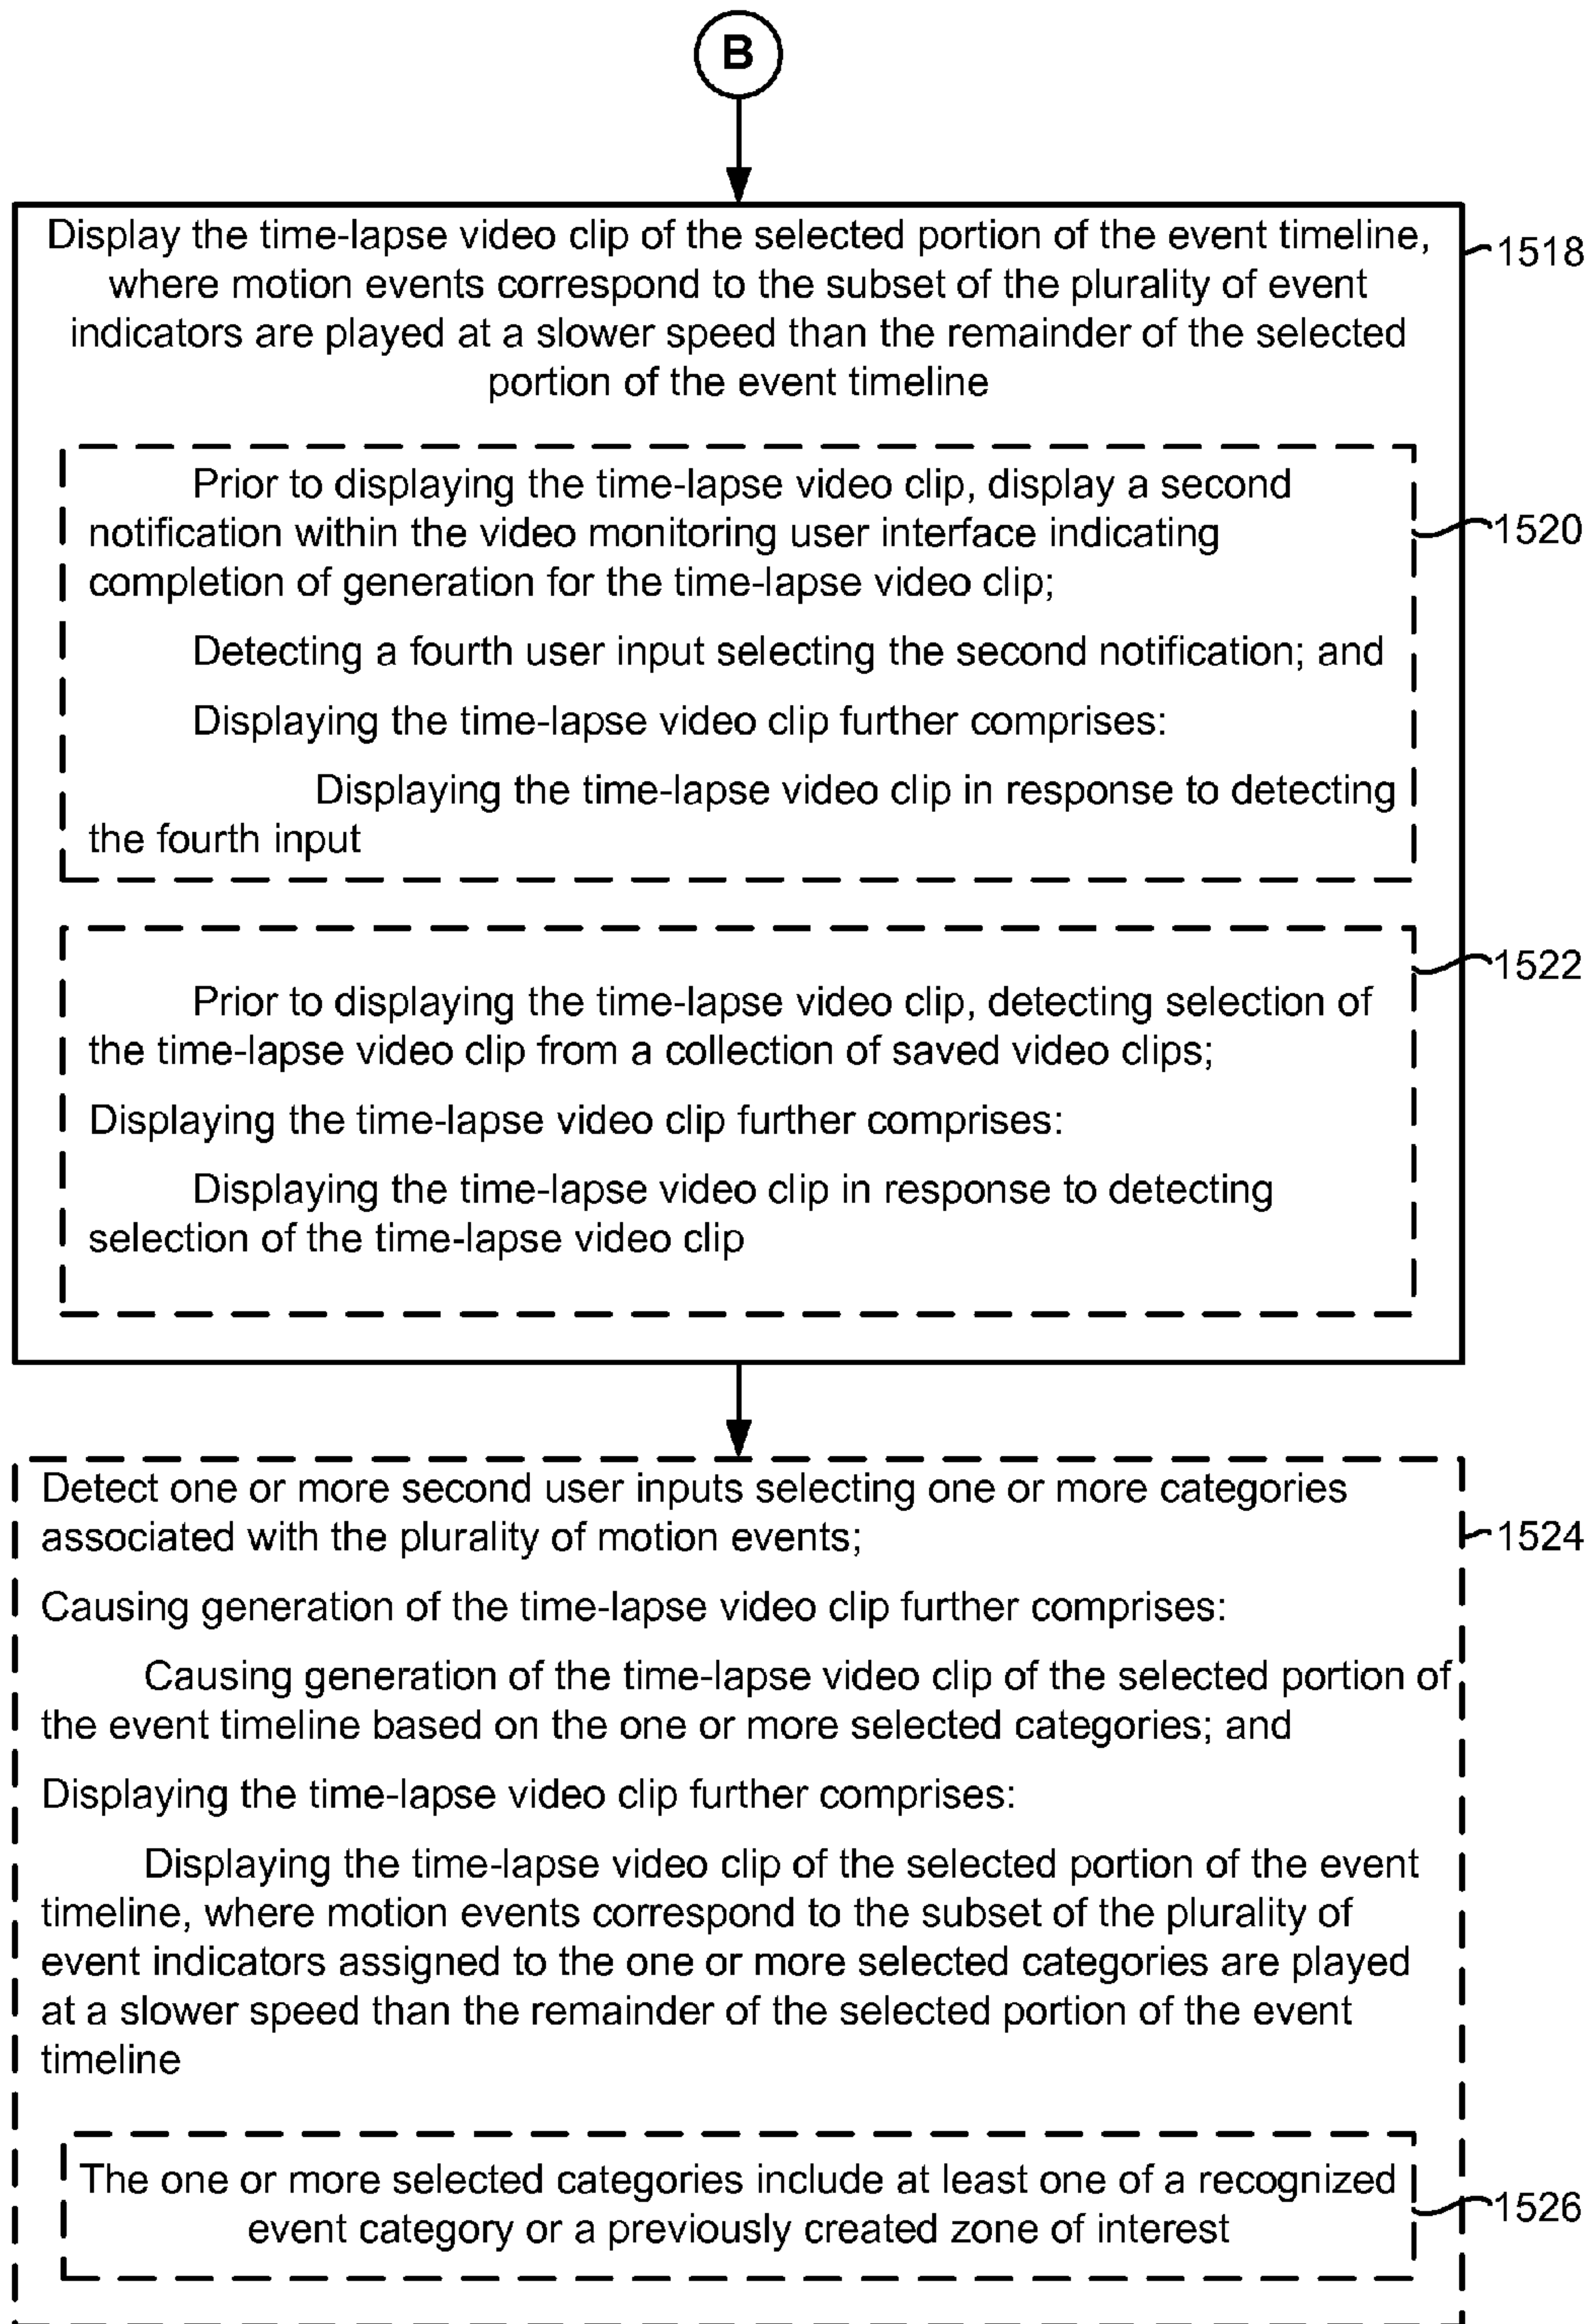 B
Display the time-lapse video clip of the selected portion of the event timeline,
where motion events correspond to the subset of the plurality of event
indicators are played at a slower speed than the remainder of the selected
portion of the event timeline
1518
Prior to displaying the time-lapse video clip, display a second
notification within the video monitoring user interface indicating
completion of generation for the time-lapse video clip;
1520
Detecting a fourth user input selecting the second notification; and
Displaying the time-lapse video clip further comprises:
Displaying the time-lapse video clip in response to detecting
the fourth input
1522
Prior to displaying the time-lapse video clip, detecting selection of
the time-lapse video clip from a collection of saved video clips;
Displaying the time-lapse video clip further comprises:
Displaying the time-lapse video clip in response to detecting
selection of the time-lapse video clip
Detect one or more second user inputs selecting one or more categories
associated with the plurality of motion events;
1524
Causing generation of the time-lapse video clip further comprises:
Causing generation of the time-lapse video clip of the selected portion of
the event timeline based on the one or more selected categories; and
Displaying the time-lapse video clip further comprises:
Displaying the time-lapse video clip of the selected portion of the event
timeline, where motion events correspond to the subset of the plurality of
event indicators assigned to the one or more selected categories are played
at a slower speed than the remainder of the selected portion of the event
timeline
The one or more selected categories include at least one of a recognized
event category or a previously created zone of interest
1526